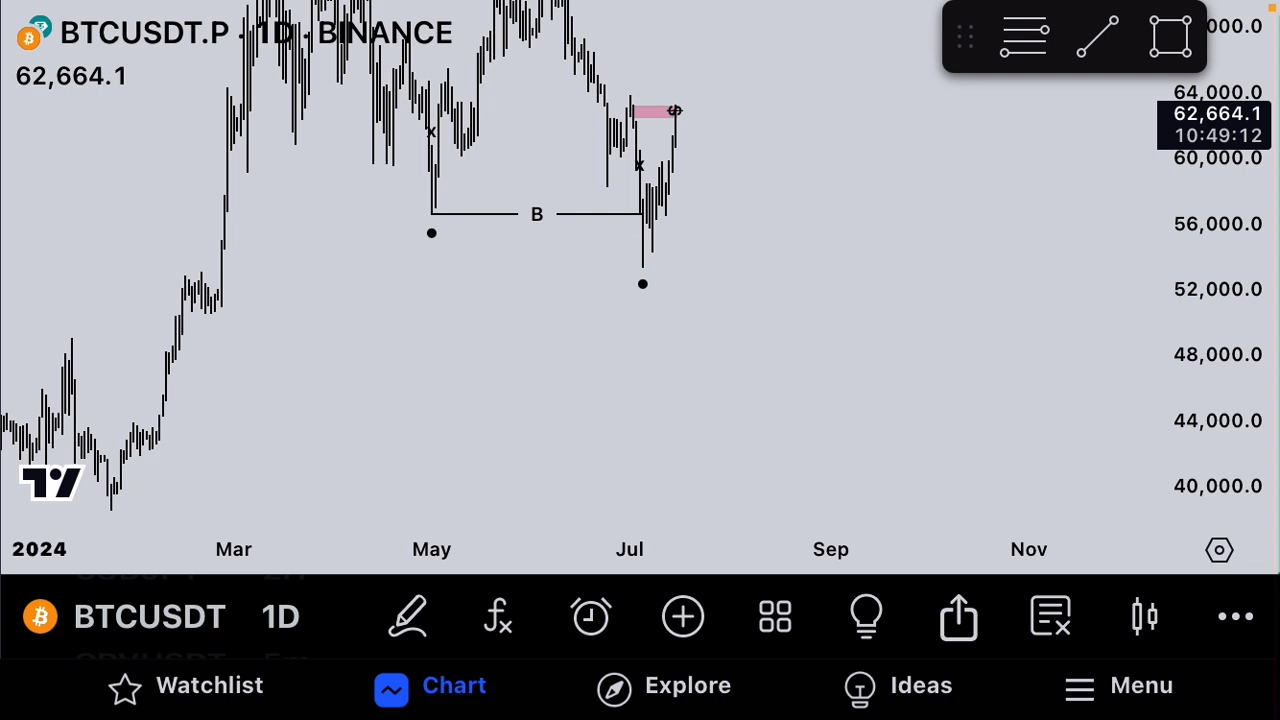 BTCUSDT.P · 1D · BINANCE
62,664.1
64,000.0
62,664.1
10:49:12
60,000.0
56,000.0
52,000.0
48,000.0
44,000.0
40,000.0
x
$
x
B
2024
Mar
May
Jul
Sep
Nov
BTCUSDT 1D
Watchlist
Chart
Explore
Ideas
Menu